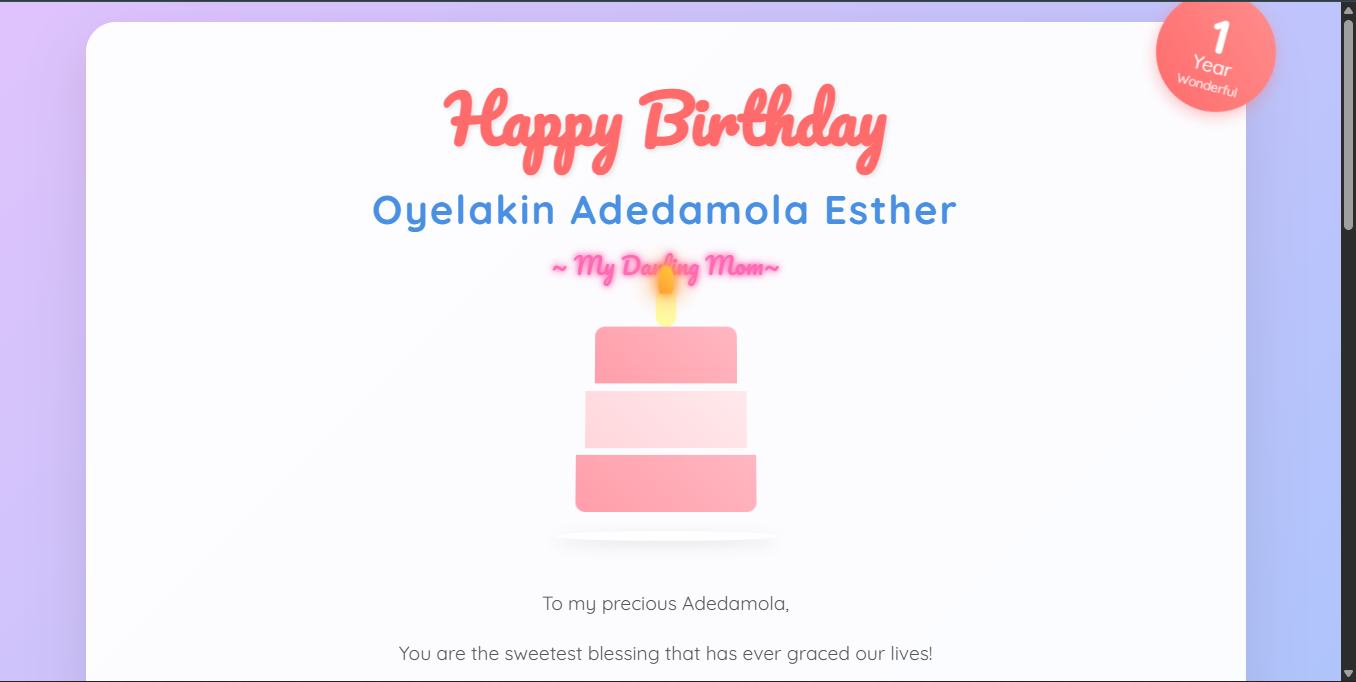 1
Year
Wonderful
Happy Birthday
Oyelakin Adedamola Esther
~ My Darling Mom~
To my precious Adedamola,
You are the sweetest blessing that has ever graced our lives!